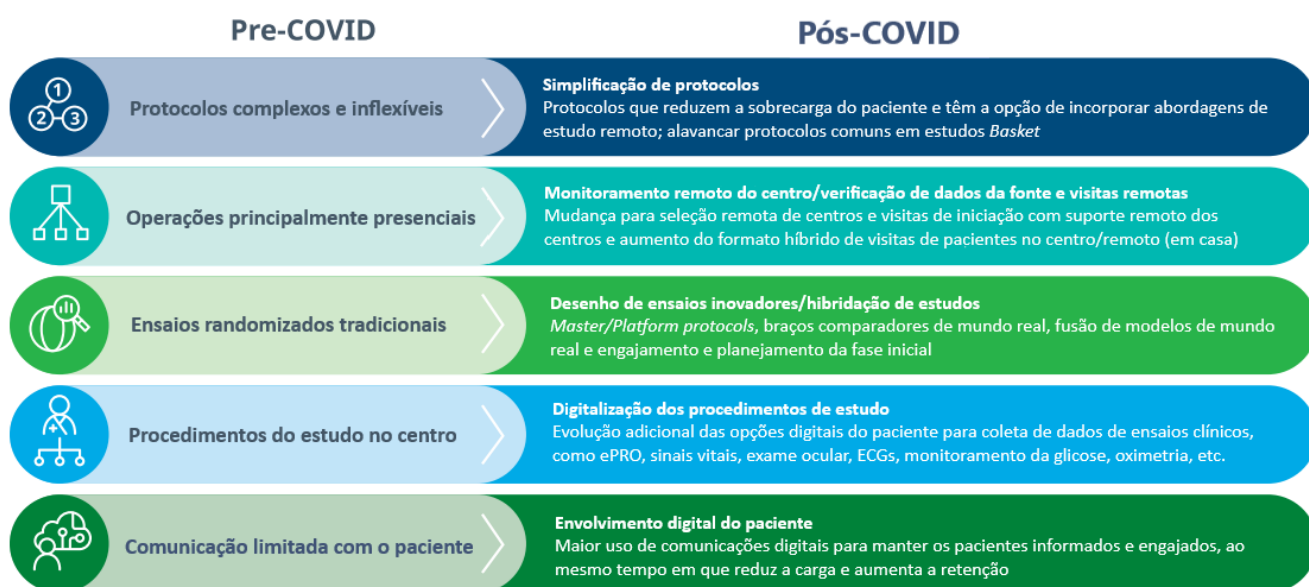 Pre-COVID
Pós-COVID
1
2 3
Protocolos complexos e inflexíveis
Simplificação de protocolos
Protocolos que reduzem a sobrecarga do paciente e têm a opção de incorporar abordagens de
estudo remoto; alavancar protocolos comuns em estudos Basket
Operações principalmente presenciais
Monitoramento remoto do centro/verificação de dados da fonte e visitas remotas
Mudança para seleção remota de centros e visitas de iniciação com suporte remoto dos
centros e aumento do formato híbrido de visitas de pacientes no centro/remoto (em casa)
Ensaios randomizados tradicionais
Desenho de ensaios inovadores/hibridação de estudos
Master/Platform protocols, braços comparadores de mundo real, fusão de modelos de mundo
real e engajamento e planejamento da fase inicial
Procedimentos do estudo no centro
Digitalização dos procedimentos de estudo
Evolução adicional das opções digitais do paciente para coleta de dados de ensaios clínicos,
como ePRO, sinais vitais, exame ocular, ECGs, monitoramento da glicose, oximetria, etc.
Comunicação limitada com o paciente
Envolvimento digital do paciente
Maior uso de comunicações digitais para manter os pacientes informados e engajados, ao
mesmo tempo em que reduz a carga e aumenta a retenção